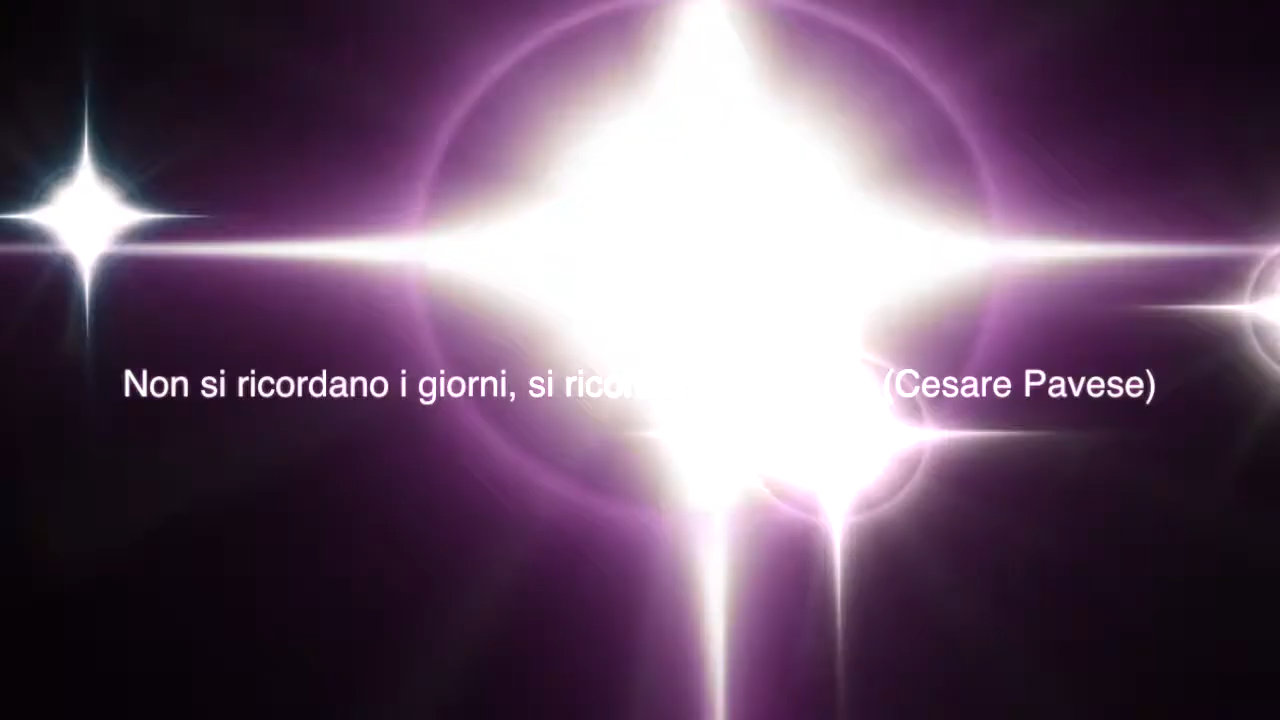 Non si ricordano i giorni, si (Cesare Pavese)